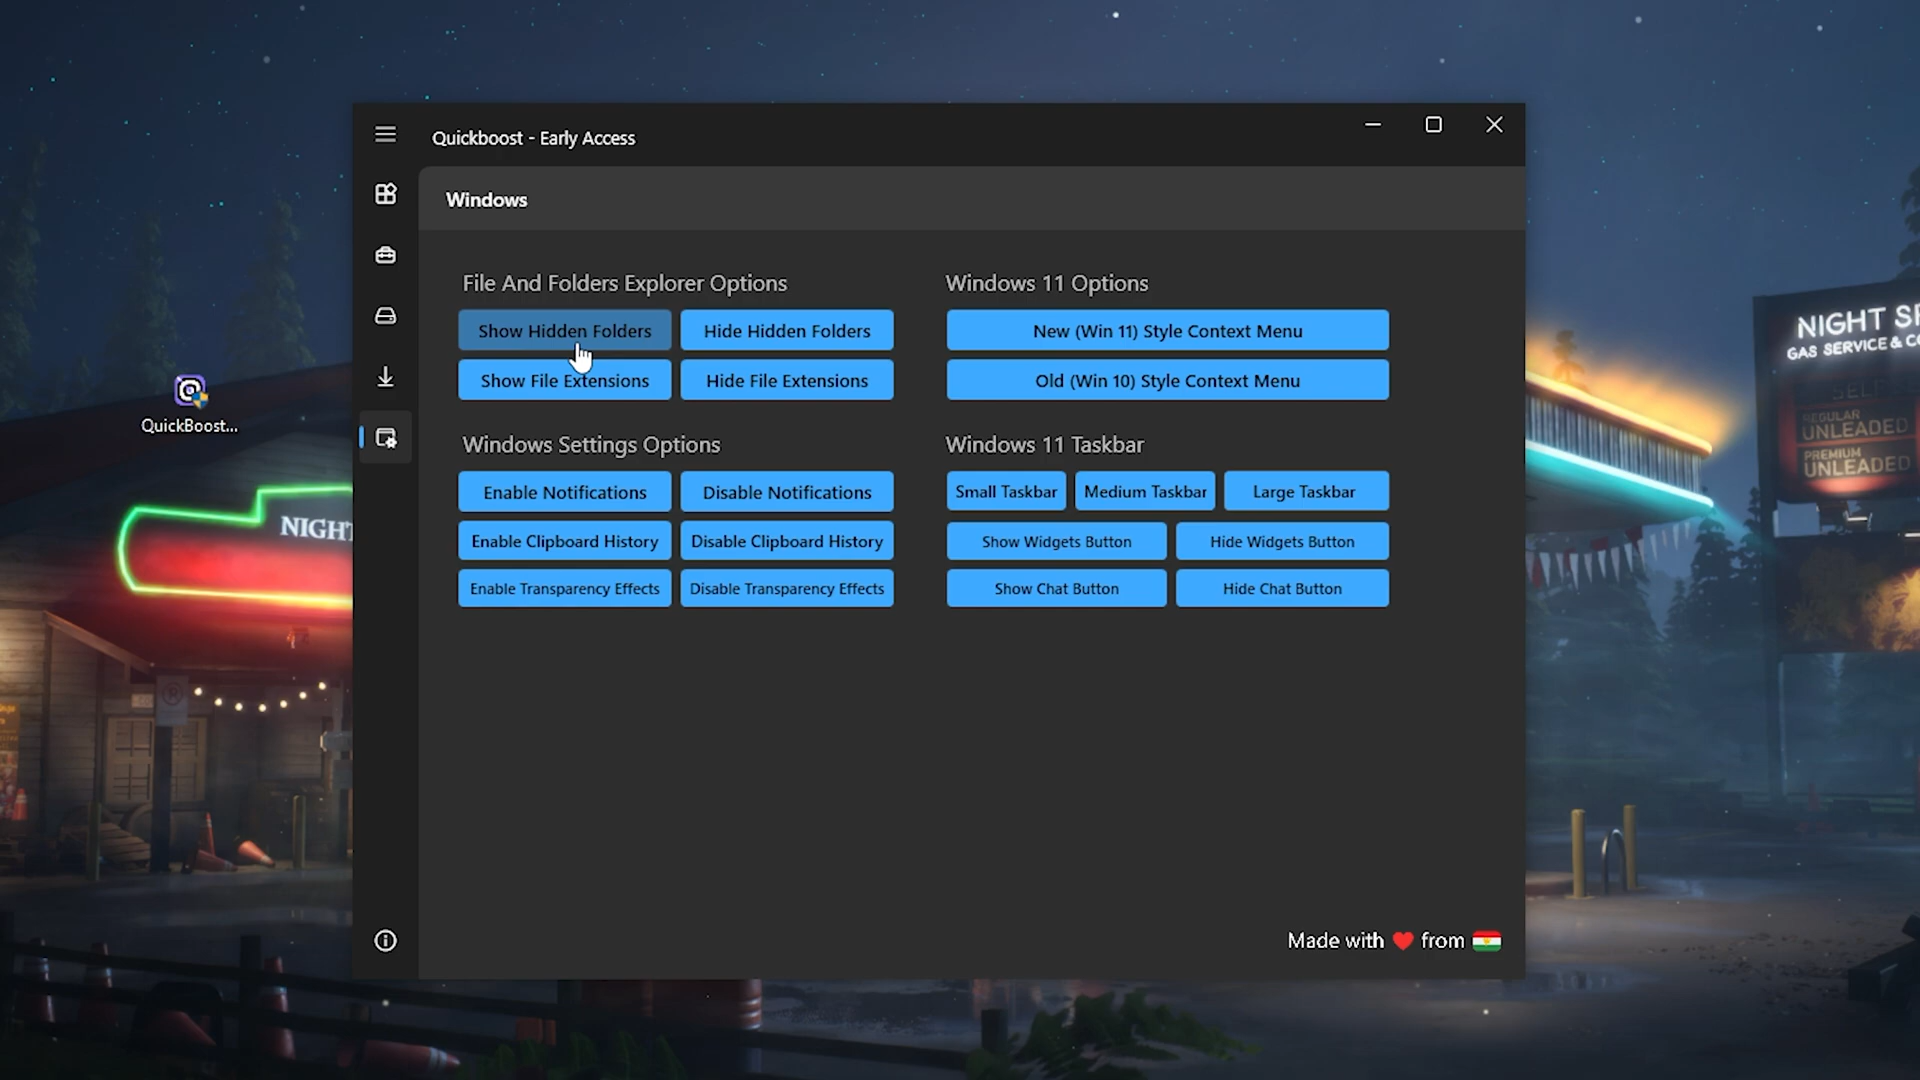 Quickboost - Early Access
Windows
File And Folders Explorer Options
Show Hidden Folders
Hide Hidden Folders
Show File Extensions
Hide File Extensions
Windows Settings Options
Enable Notifications
Disable Notifications
Enable Clipboard History
Disable Clipboard History
Enable Transparency Effects
Disable Transparency Effects
Windows 11 Options
New (Win 11) Style Context Menu
Old (Win 10) Style Context Menu
Windows 11 Taskbar
Small Taskbar
Medium Taskbar
Large Taskbar
Show Widgets Button
Hide Widgets Button
Show Chat Button
Hide Chat Button
Made with ❤️ from
QuickBoost...
NIGHT
NIGHT
GAS SERVICE &
REGULAR
UNLEADED
PREMIUM
UNLEADED